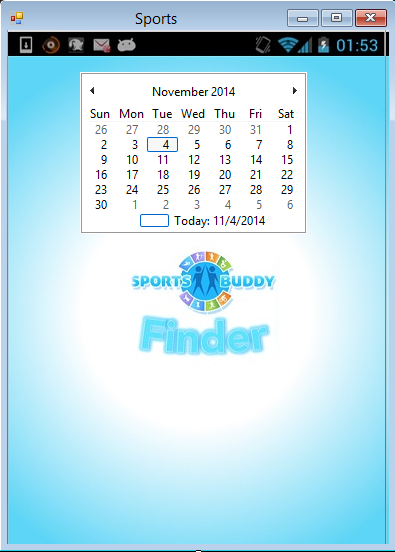 Sports
01:53
November 2014
Sun Mon Tue Wed Thu Fri Sat
26 27 28 29 30 31 1
2 3 4 5 6 7 8
9 10 11 12 13 14 15
16 17 18 19 20 21 22
23 24 25 26 27 28 29
30 1 2 3 4 5 6
Today: 11/4/2014
SPORTS BUDDY
Finder